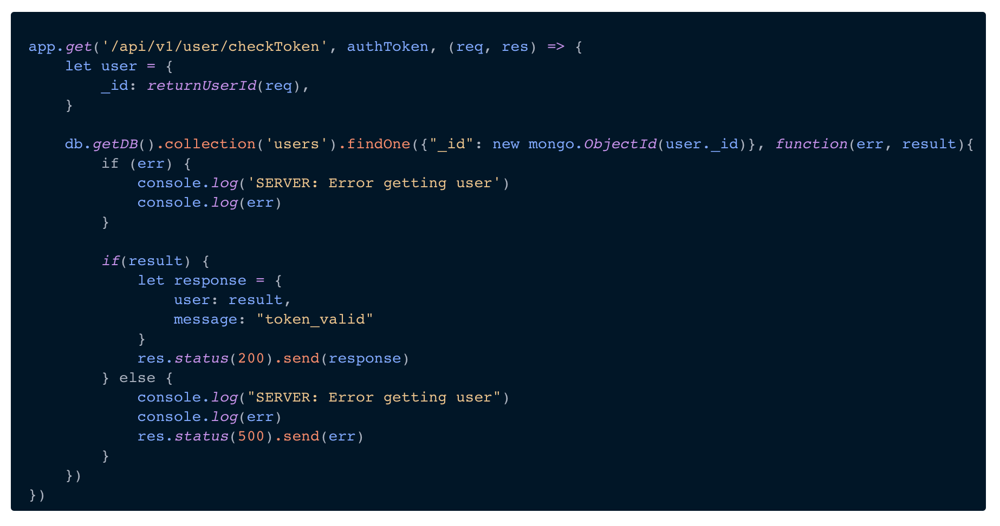 app.get('/api/v1/user/checkToken', authToken, (req, res) => {
    let user = {
        _id: returnUserId(req),
    }

    db.getDB().collection('users').findOne({"_id": new mongo.ObjectId(user._id)}, function(err, result){
        if (err) {
            console.log('SERVER: Error getting user')
            console.log(err)
        }

        if(result) {
            let response = {
                user: result,
                message: "token_valid"
            }
            res.status(200).send(response)
        } else {
            console.log("SERVER: Error getting user")
            console.log(err)
            res.status(500).send(err)
        }
    })
})